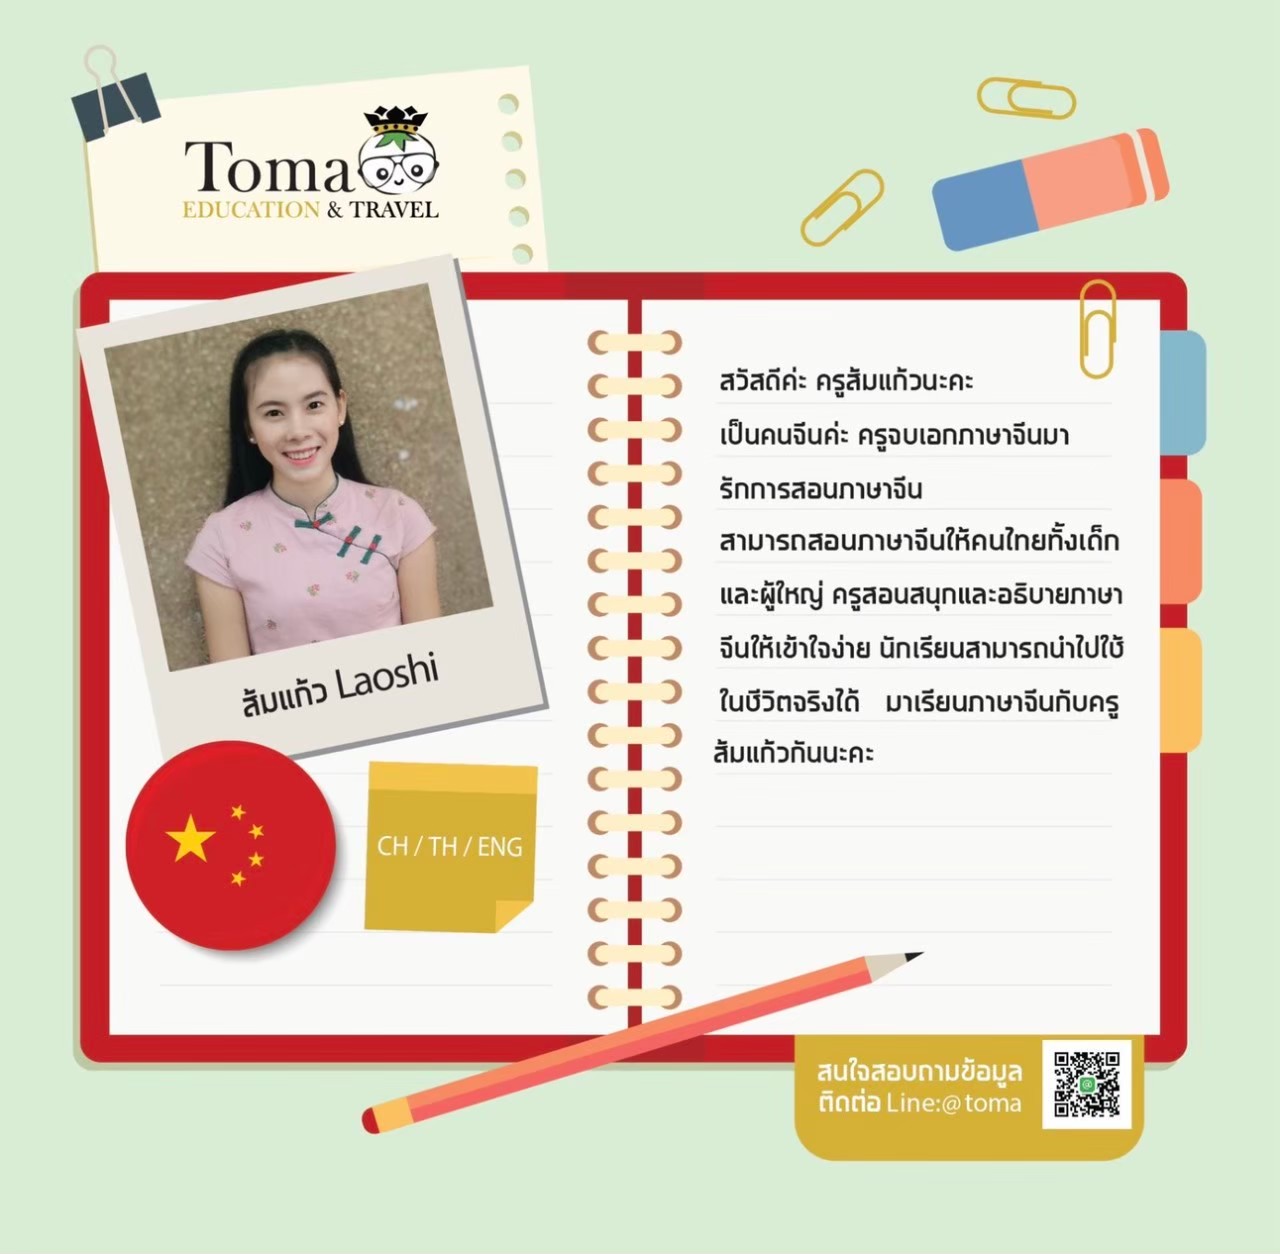 Toma
EDUCATION & TRAVEL
สวัสดีค่ะ ครูส้มแก้วนะคะ
เป็นคนจีนค่ะ ครูจบเอกภาษาจีนมา
รักการสอนภาษาจีน
สามารถสอนภาษาจีนให้คนไทยทั้งเด็ก
และผู้ใหญ่ ครูสอนสนุกและอธิบายภาษา
จีนให้เข้าใจง่าย นักเรียนสามารถนำไปใช้
ในชีวิตจริงได้ มาเรียนภาษาจีนกับครู
ส้มแก้วกันนะคะ
ส้มแก้ว Laoshi
CH / TH / ENG
สนใจสอบถามข้อมูล
ติดต่อ Line:@toma